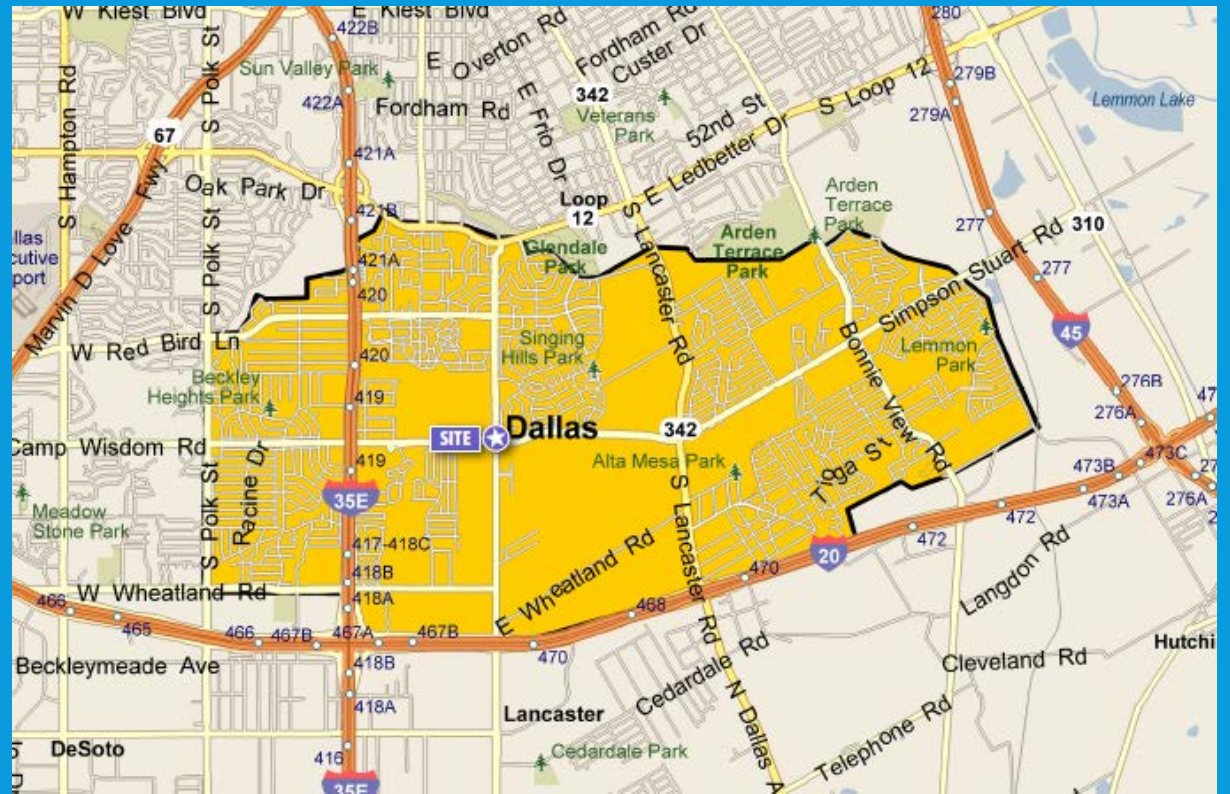 W Kiest Blvd
E Kiest Blvd
422B
280
S Polk St
E Overton Rd
Fordham Rd
Custer Dr
Sun Valley Park
279B
S Hampton Rd
422A
342
S Loop 12
Lemmon Lake
Fordham Rd
E Frio Dr
Veterans Park
52nd St
279A
67
421A
E Ledbetter Dr
Oak Park Dr
Arden Terrace Park
Marvin D Love Fwy
421B
Loop
12
S Lancaster Rd
277
310
Glendale Park
Arden Terrace Park
S Polk St
421A
277
420
Simpson Stuart Rd
45
W Red Bird Ln
Singing Hills Park
Bonnie View Rd
Lemmon Park
420
Beckley Heights Park
276B
419
276A
SITE
Dallas
342
Camp Wisdom Rd
419
Alta Mesa Park
473C
473B
Racine Dr
35E
473A
276A
Meadow Stone Park
S Polk St
S Lancaster Rd
472
417-418C
20
472
E Wheatland Rd
470
418B
Langdon Rd
W Wheatland Rd
418A
466
468
465
466
467B
467A
467B
470
Beckleymeade Ave
418B
Cedardale Rd
Cleveland Rd
418A
Lancaster
N Dallas A
Telephone Rd
DeSoto
416
Cedardale Park
35E